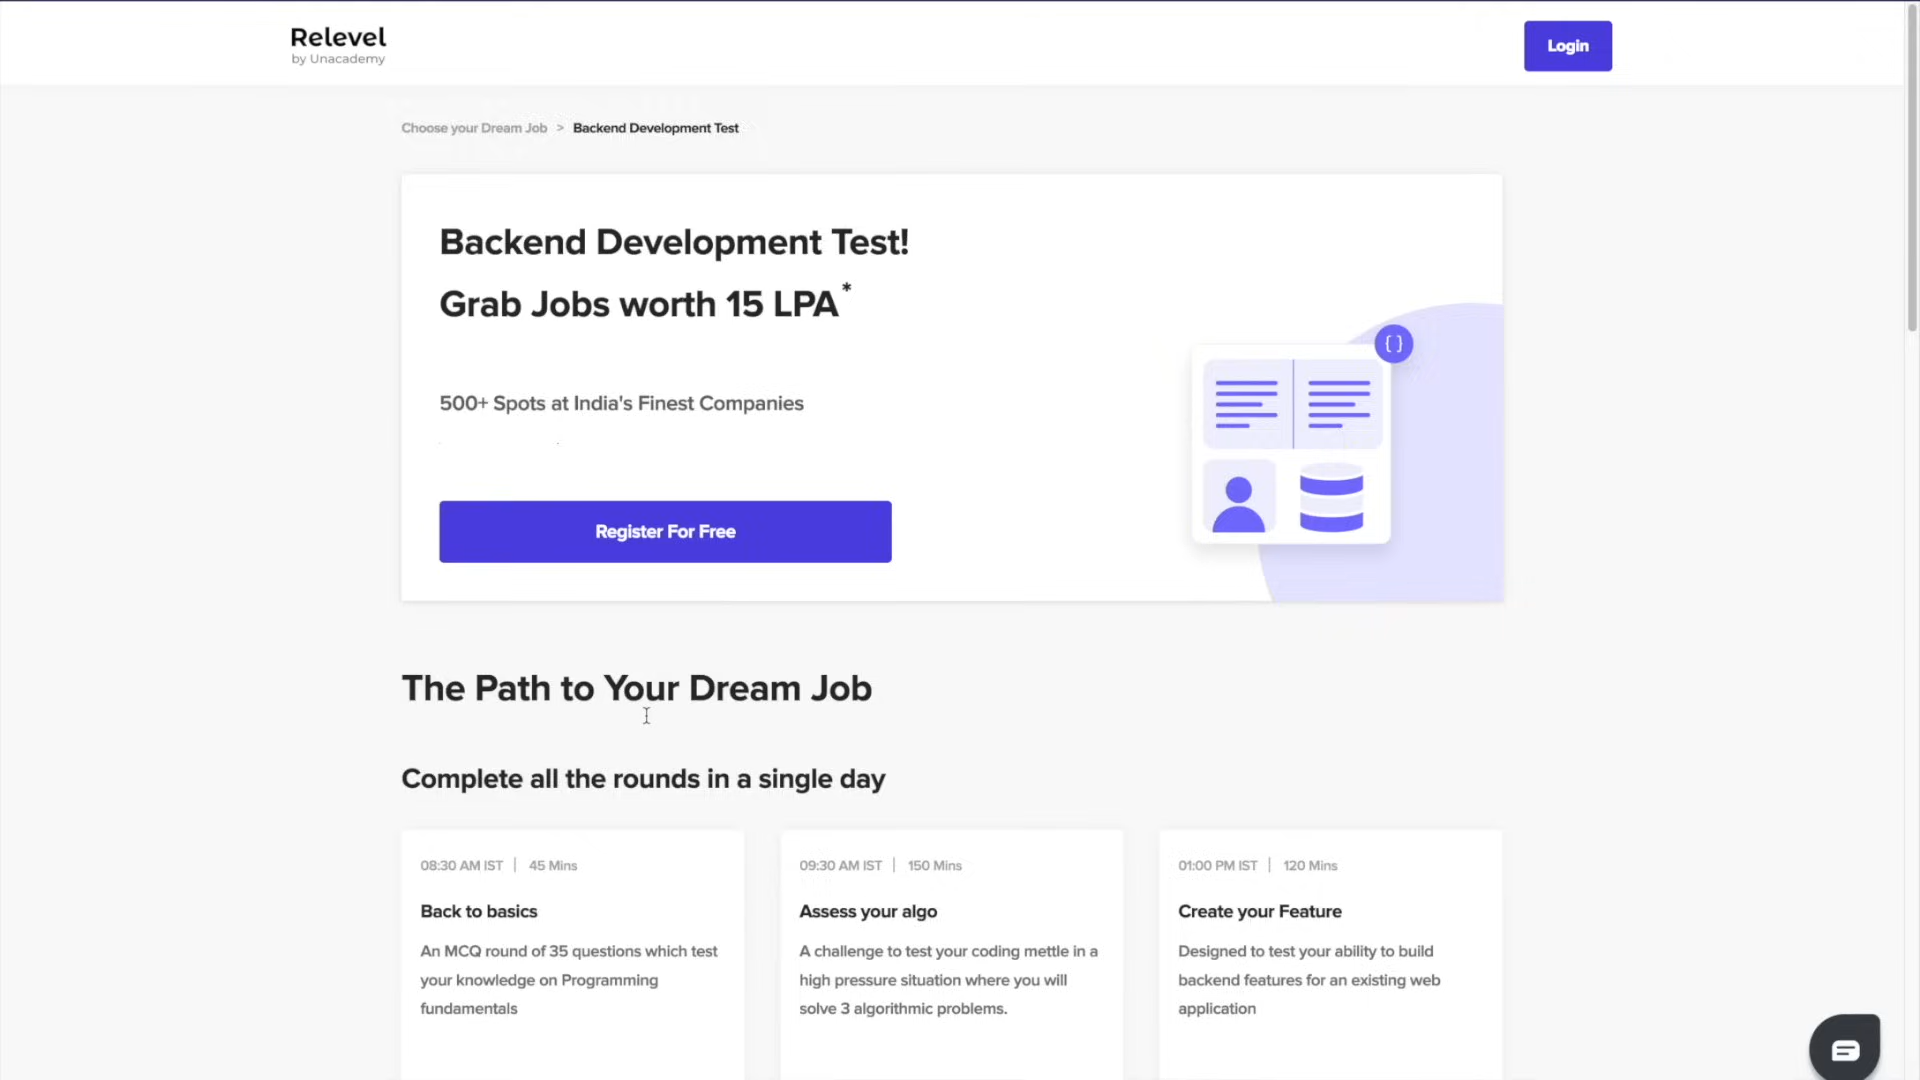 Relevel
by Unacademy
Login
Choose your Dream Job > Backend Development Test
Backend Development Test!
Grab Jobs worth 15 LPA*
{ }
500+ Spots at India's Finest Companies
Register For Free
The Path to Your Dream Job
Complete all the rounds in a single day
08:30 AM IST | 45 Mins
Back to basics
An MCQ round of 35 questions which test
your knowledge on Programming
fundamentals
09:30 AM IST | 150 Mins
Assess your algo
A challenge to test your coding mettle in a
high pressure situation where you will
solve 3 algorithmic problems.
01:00 PM IST | 120 Mins
Create your Feature
Designed to test your ability to build
backend features for an existing web
application